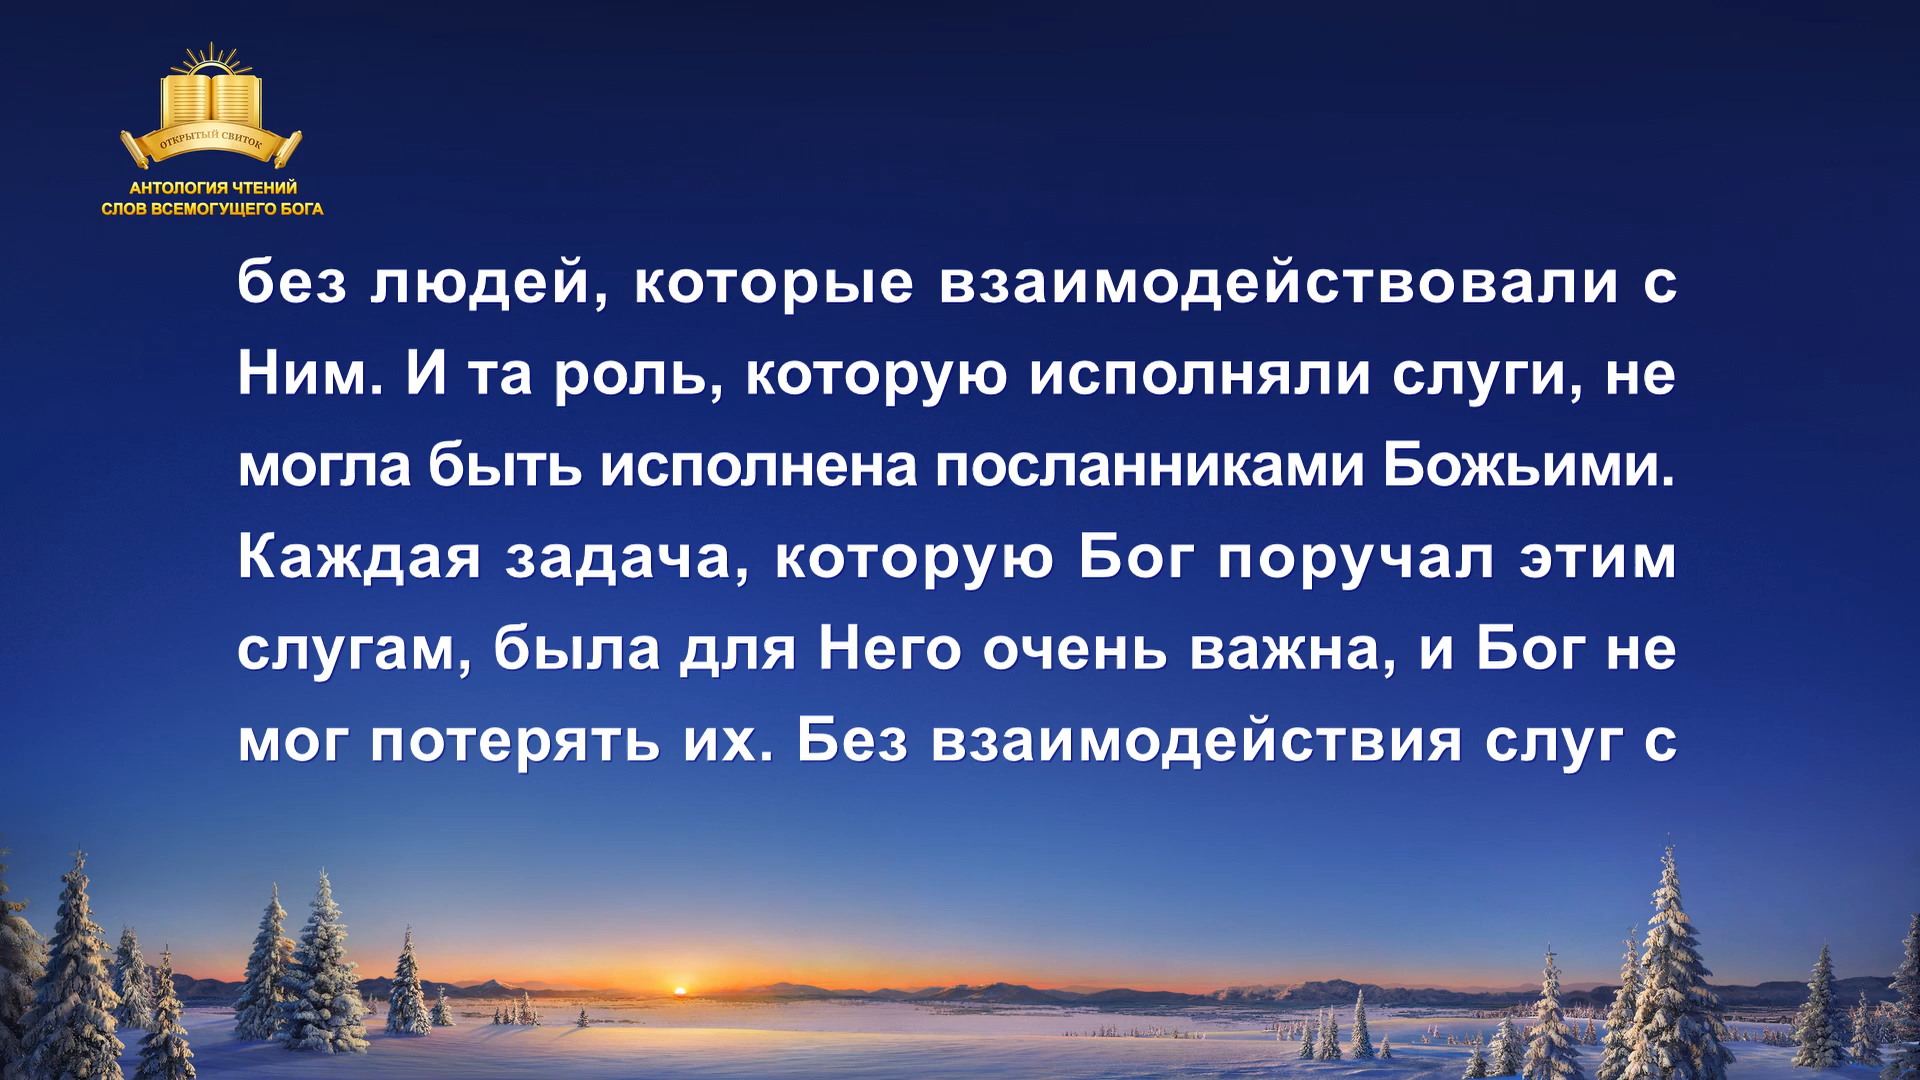 ОТКРЫТЫЙ СВИТОК
АНТОЛОГИЯ ЧТЕНИЙ
СЛОВ ВСЕМОГУЩЕГО БОГА
без людей, которые взаимодействовали с
Ним. И та роль, которую исполняли слуги, не
могла быть исполнена посланниками Божьими.
Каждая задача, которую Бог поручал этим
слугам, была для Него очень важна, и Бог не
мог потерять их. Без взаимодействия слуг с